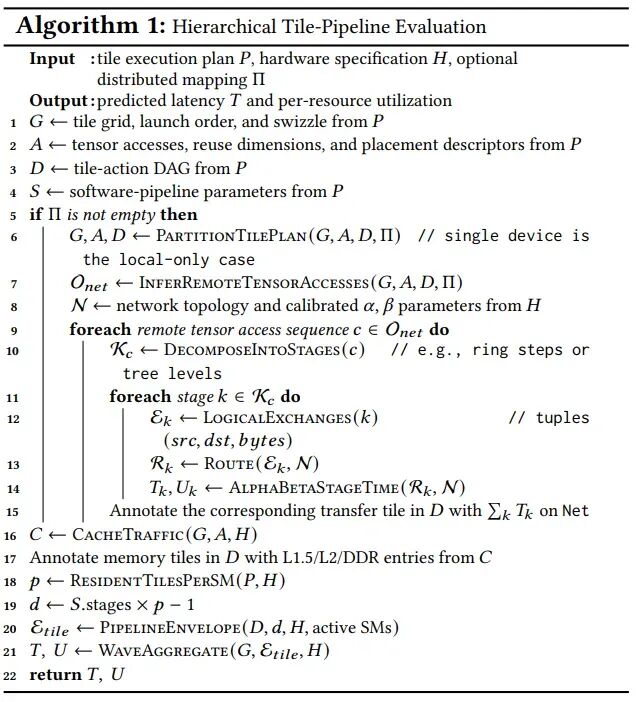 Algorithm 1: Hierarchical Tile-Pipeline Evaluation
Input : tile execution plan P, hardware specification H, optional
distributed mapping Π
Output : predicted latency T and per-resource utilization
1 G ← tile grid, launch order, and swizzle from P
2 A ← tensor accesses, reuse dimensions, and placement descriptors from P
3 D ← tile-action DAG from P
4 S ← software-pipeline parameters from P
5 if Π is not empty then
6 G, A, D ← PartitionTilePlan(G, A, D, Π) // single device is
the local-only case
7 𝒪_net ← InferRemoteTensorAccesses(G, A, D, Π)
8 𝒩 ← network topology and calibrated α, β parameters from H
9 foreach remote tensor access sequence c ∈ 𝒪_net do
10 𝒦_c ← DecomposeIntoStages(c) // e.g., ring steps or
tree levels
11 foreach stage k ∈ 𝒦_c do
12 ℰ_k ← LogicalExchanges(k) // tuples
(src, dst, bytes)
13 ℛ_k ← Route(ℰ_k, 𝒩)
14 T_k, U_k ← AlphaBetaStageTime(ℛ_k, 𝒩)
15 Annotate the corresponding transfer tile in D with ∑_k T_k on Net
16 C ← CacheTraffic(G, A, H)
17 Annotate memory tiles in D with L1.5/L2/DDR entries from C
18 p ← ResidentTilesPerSM(P, H)
19 d ← S.stages × p − 1
20 ℰ_tile ← PipelineEnvelope(D, d, H, active SMs)
21 T, U ← WaveAggregate(G, ℰ_tile, H)
22 return T, U